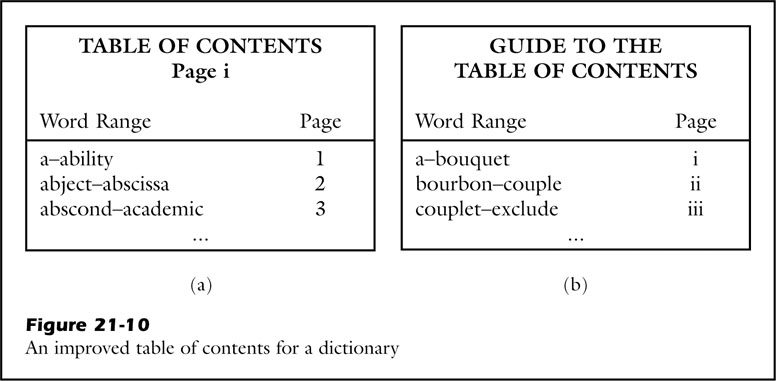 TABLE OF CONTENTS
Page i
Word Range Page
a–ability 1
abject–abscissa 2
abscond–academic 3
...
(a)
GUIDE TO THE
TABLE OF CONTENTS
Word Range Page
a–bouquet i
bourbon–couple ii
couplet–exclude iii
...
(b)
Figure 21-10
An improved table of contents for a dictionary